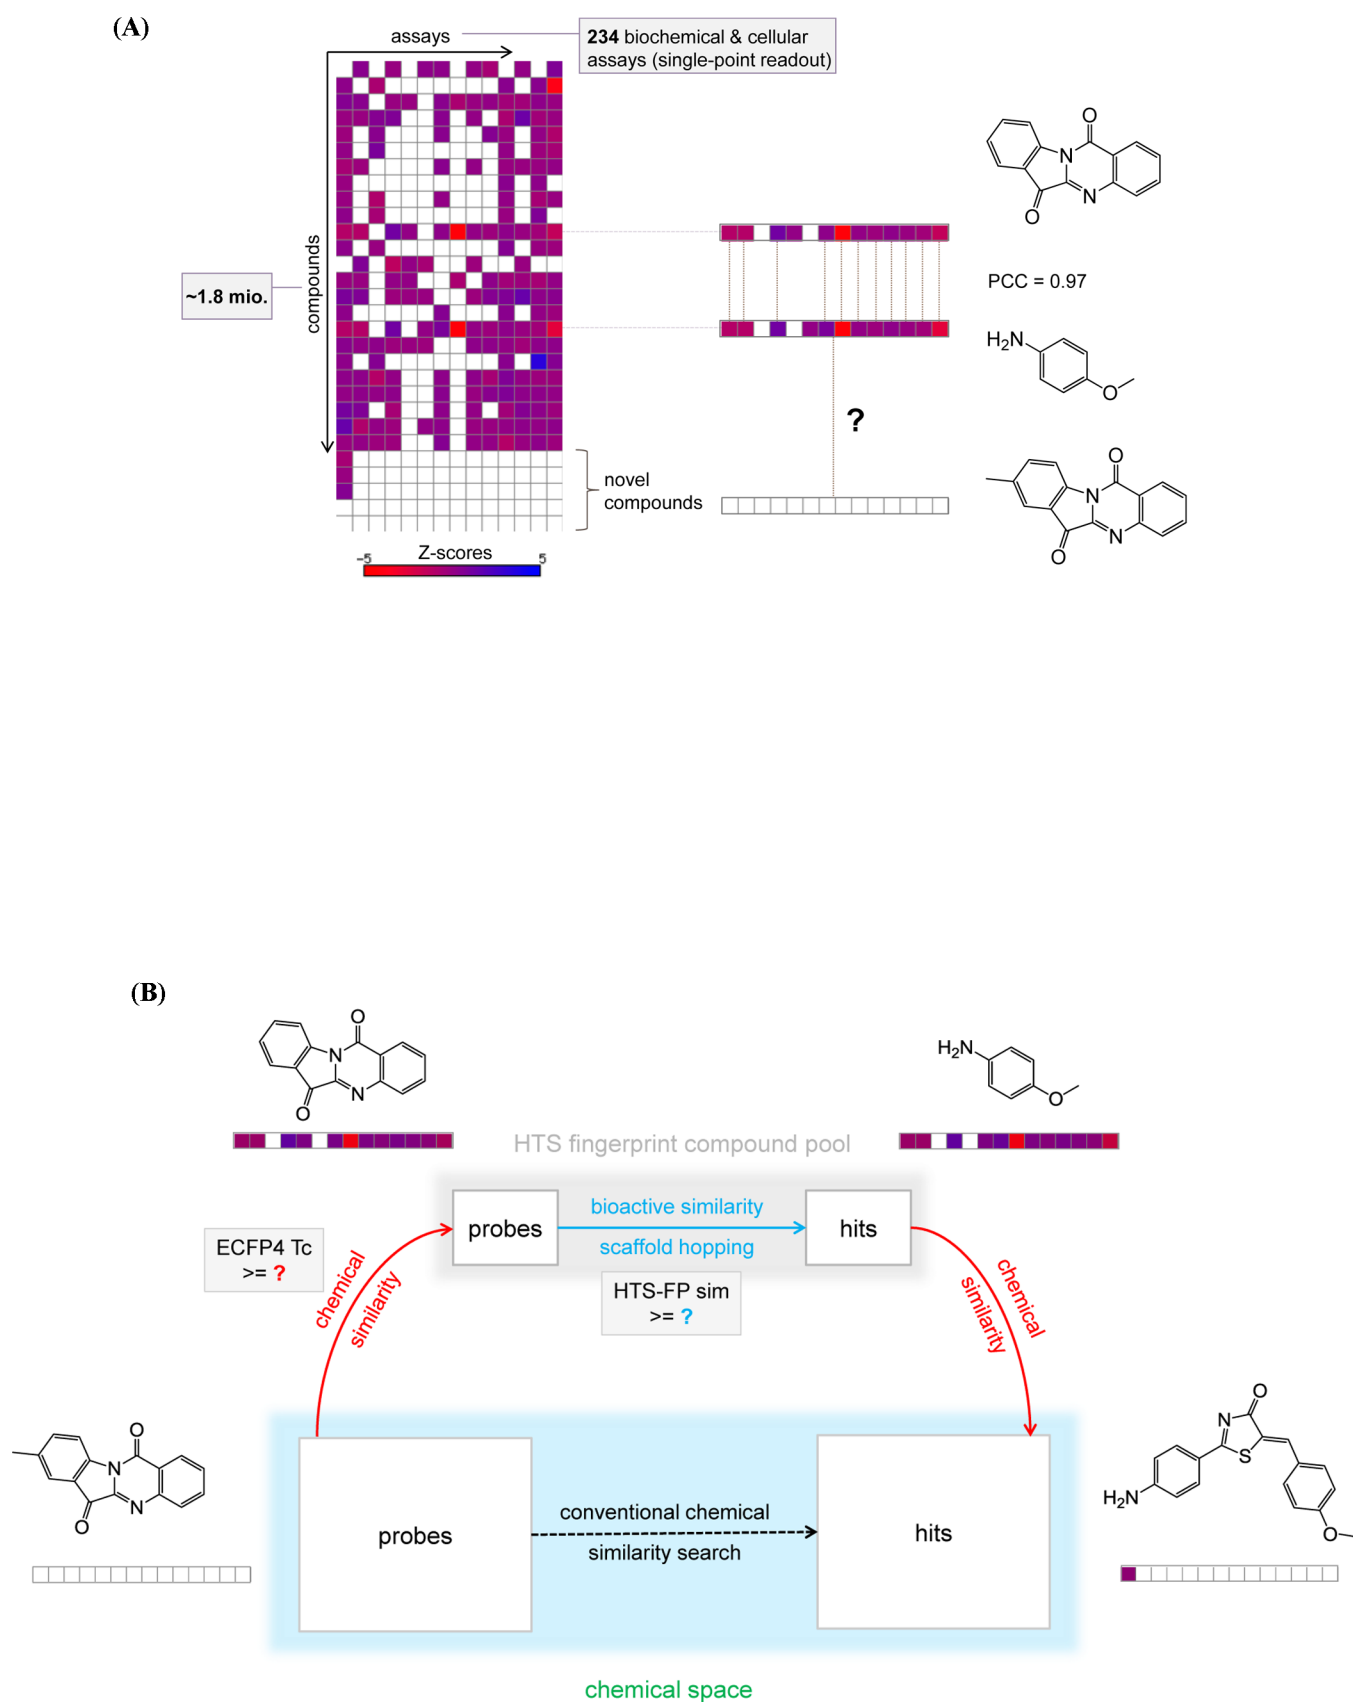 (A)
assays
234 biochemical & cellular
assays (single-point readout)
compounds
~1.8 mio.
O
N
N
O
PCC = 0.97
H2N
O
?
novel
compounds
O
N
N
O
Z-scores
-5
5
(B)
O
N
N
O
H2N
O
HTS fingerprint compound pool
probes
bioactive similarity
scaffold hopping
hits
ECFP4 Tc
>= ?
chemical
similarity
HTS-FP sim
>= ?
chemical
similarity
O
N
N
O
probes
conventional chemical
similarity search
hits
O
N
S
H2N
O
chemical space